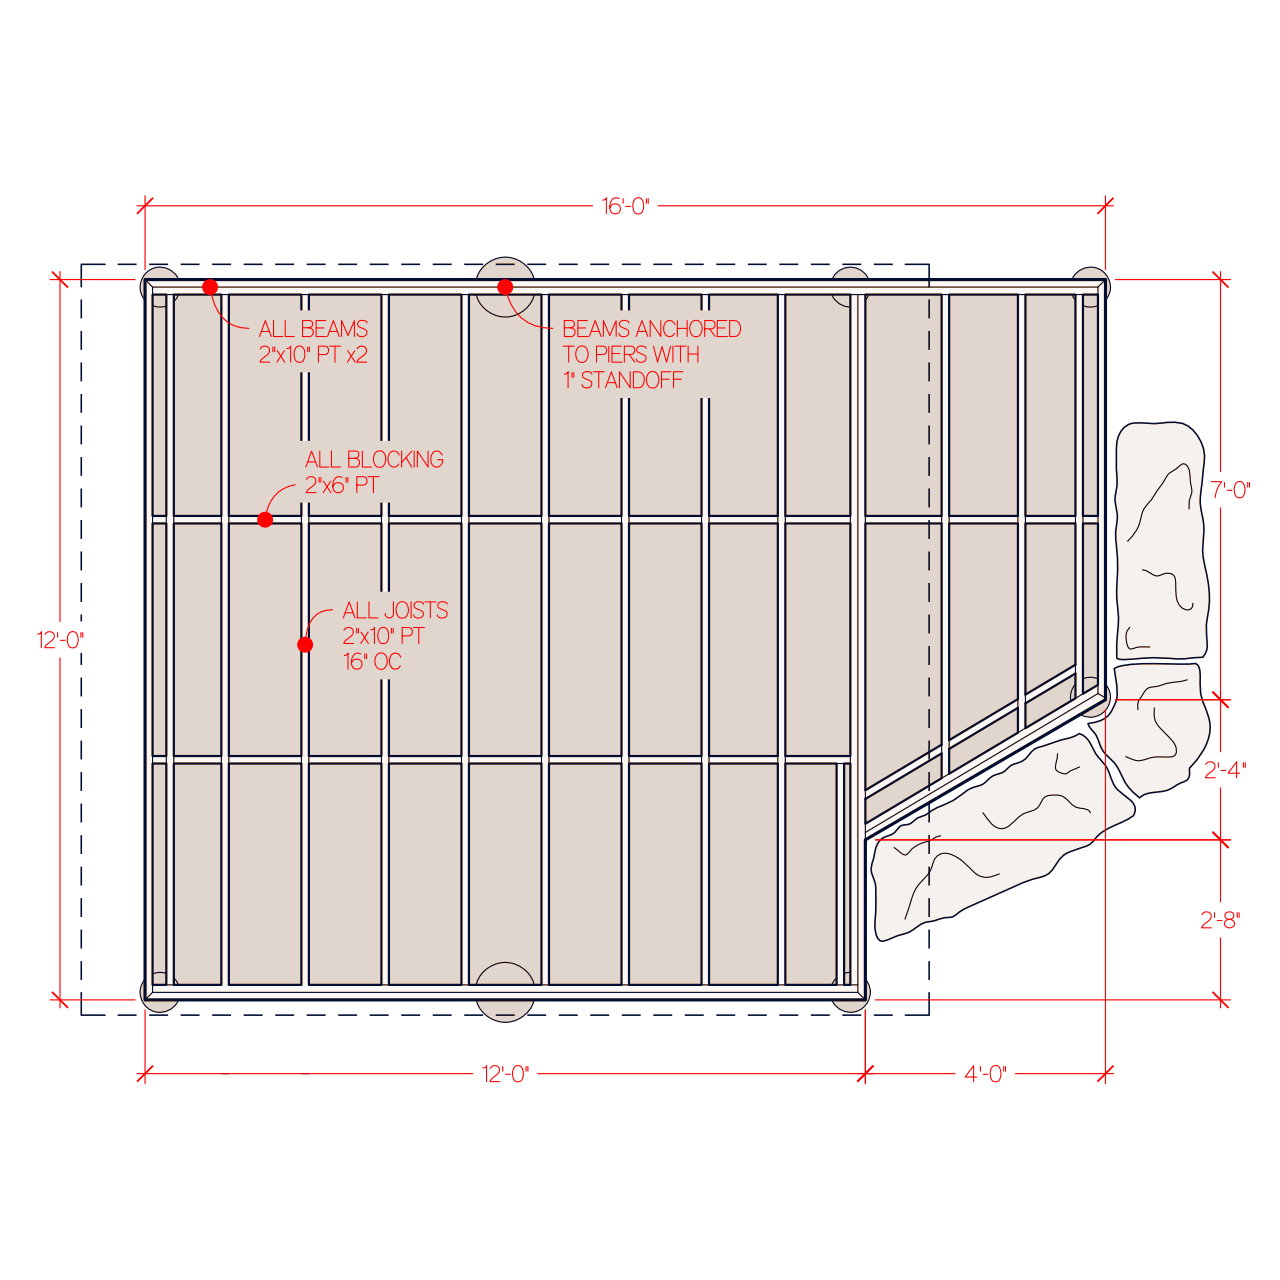 16'-0"
ALL BEAMS
2"x10" PT x2
BEAMS ANCHORED
TO PIERS WITH
1" STANDOFF
ALL BLOCKING
2"x6" PT
7'-0"
ALL JOISTS
2"x10" PT
16" OC
12'-0"
2'-4"
2'-8"
12'-0"
4'-0"